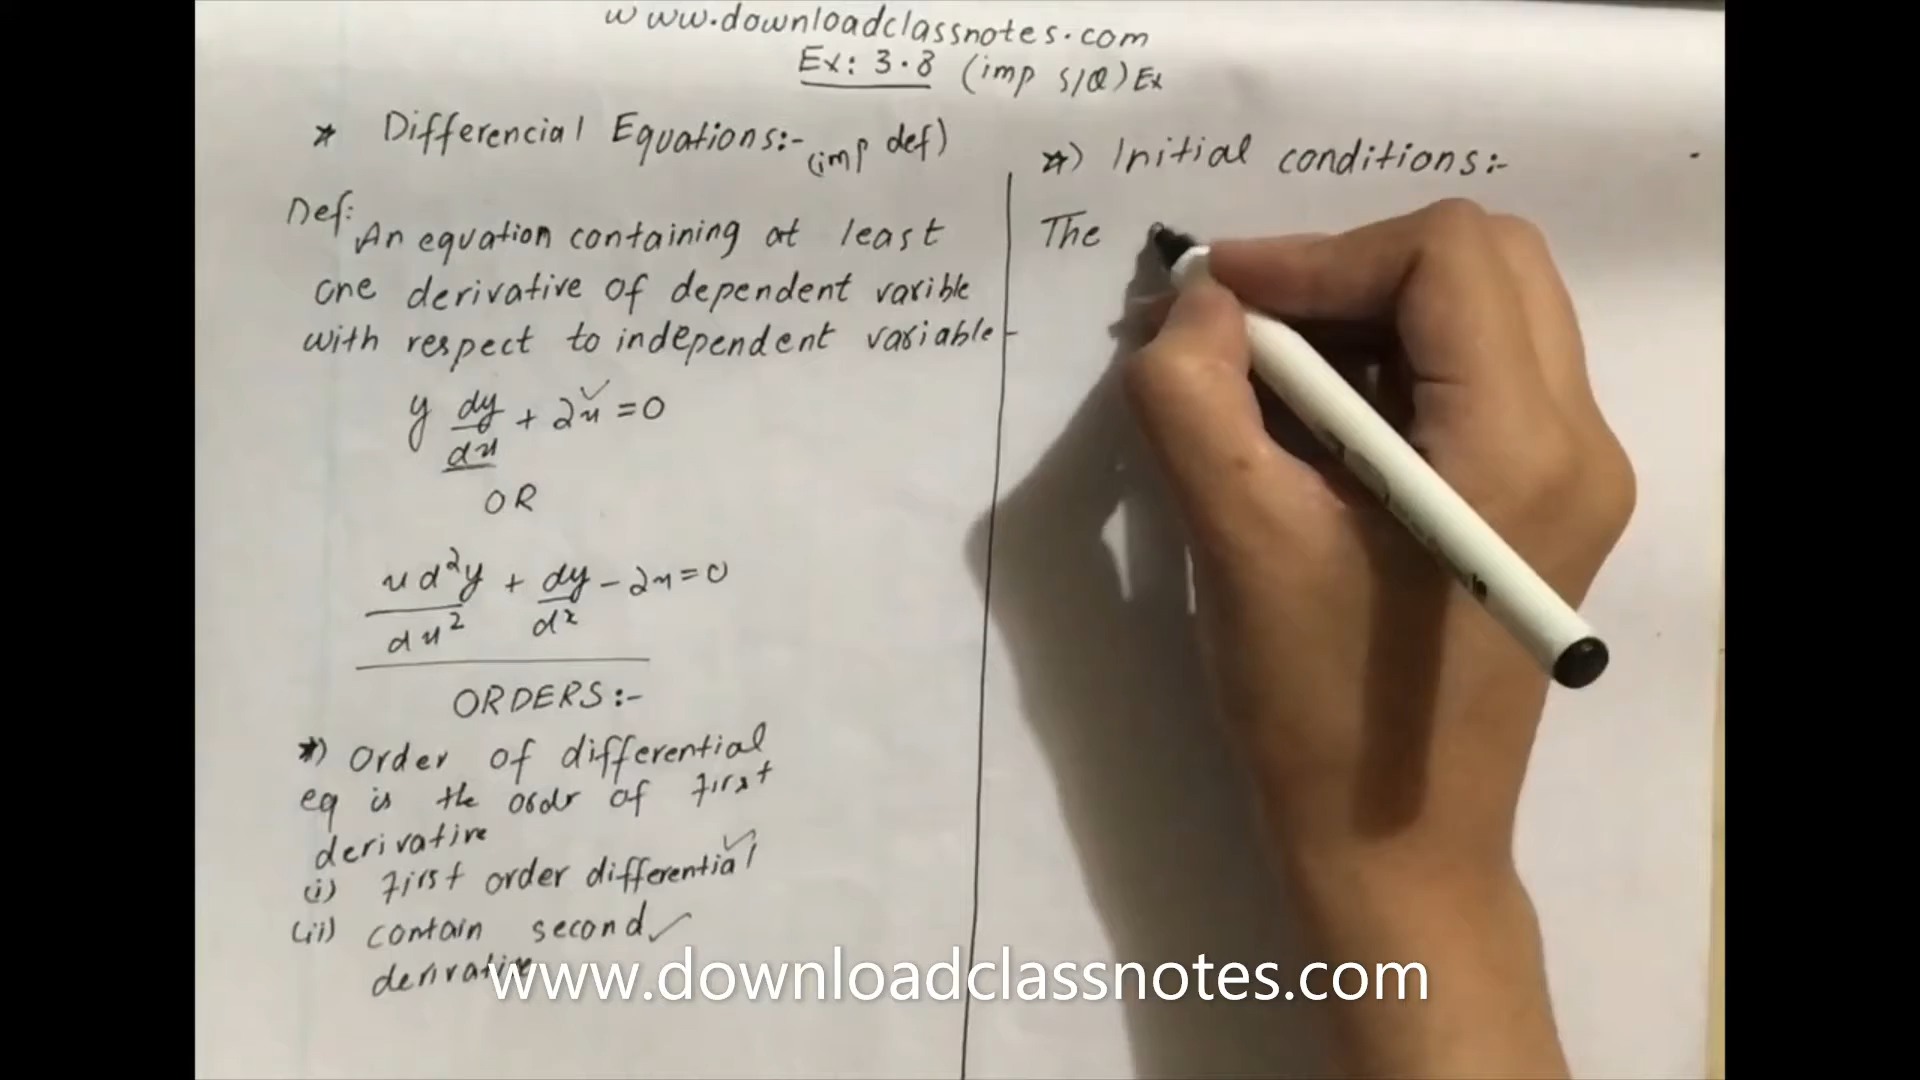 www.downloadclassnotes.com
Ex: 3.8 (imp S/Q) Ex
* Differencial Equations:- (imp def)
Def: An equation containing at least
one derivative of dependent varible
with respect to independent variable-
y dy/dx + 2x = 0
OR
x d²y/dx² + dy/dx - 2x = 0
ORDERS:-
*) Order of differential
eq is the order of first
derivative
(i) first order differential
(ii) contain second
derivative
*) Initial conditions:-
The
www.downloadclassnotes.com